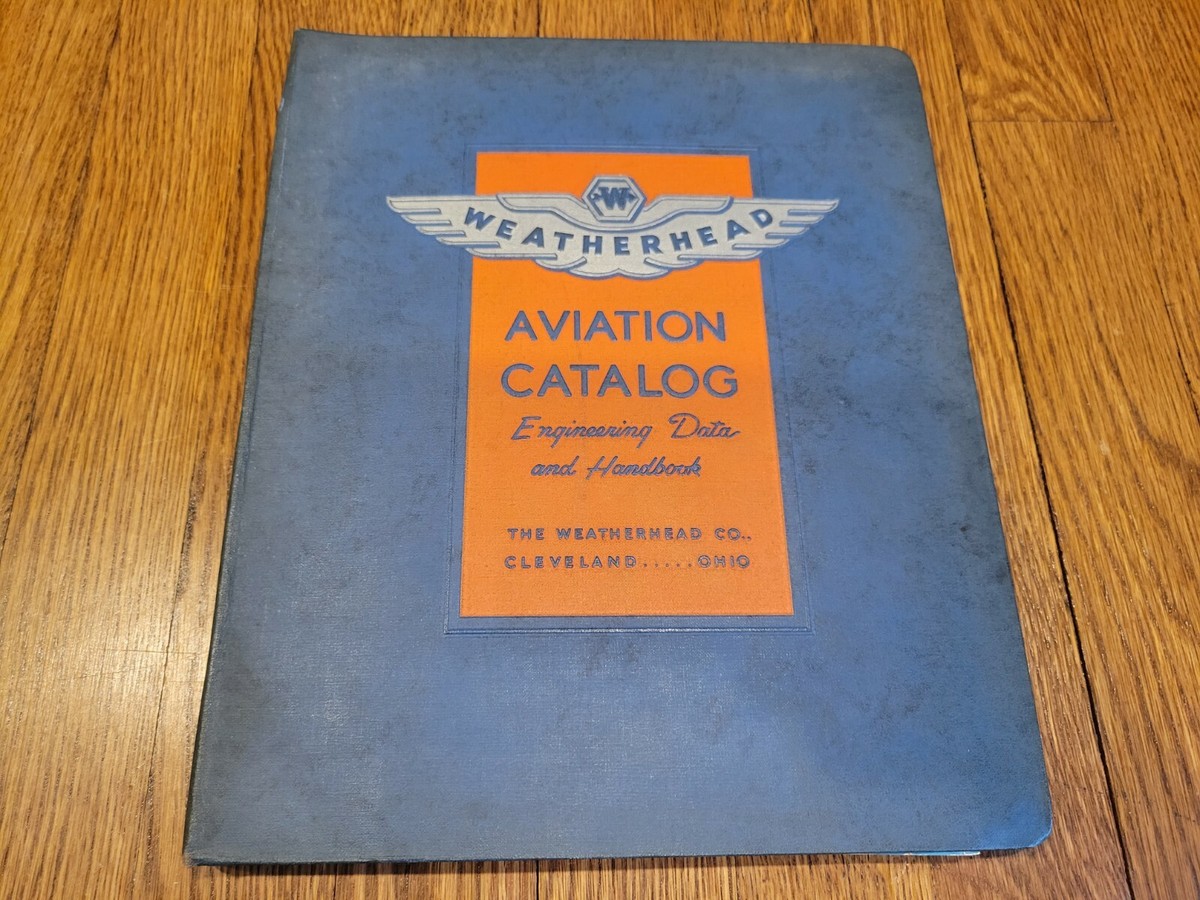 W
WEATHERHEAD
AVIATION
CATALOG
Engineering Data
and Handbook
THE WEATHERHEAD CO.,
CLEVELAND.....OHIO